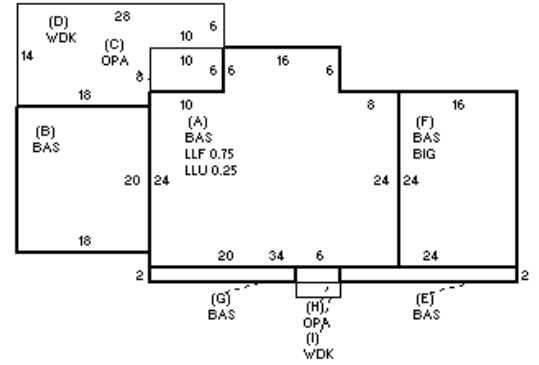 28
(D)
WDK
(C)
OPA
6
10
14
8
10
6
6
16
6
18
10
8
16
(B)
BAS
(A)
BAS
LLF 0.75
LLU 0.25
(F)
BAS
BIG
20
24
24
24
18
20
34
6
24
2
2
(G)
BAS
(H)
OPA
(I)
WDK
(E)
BAS